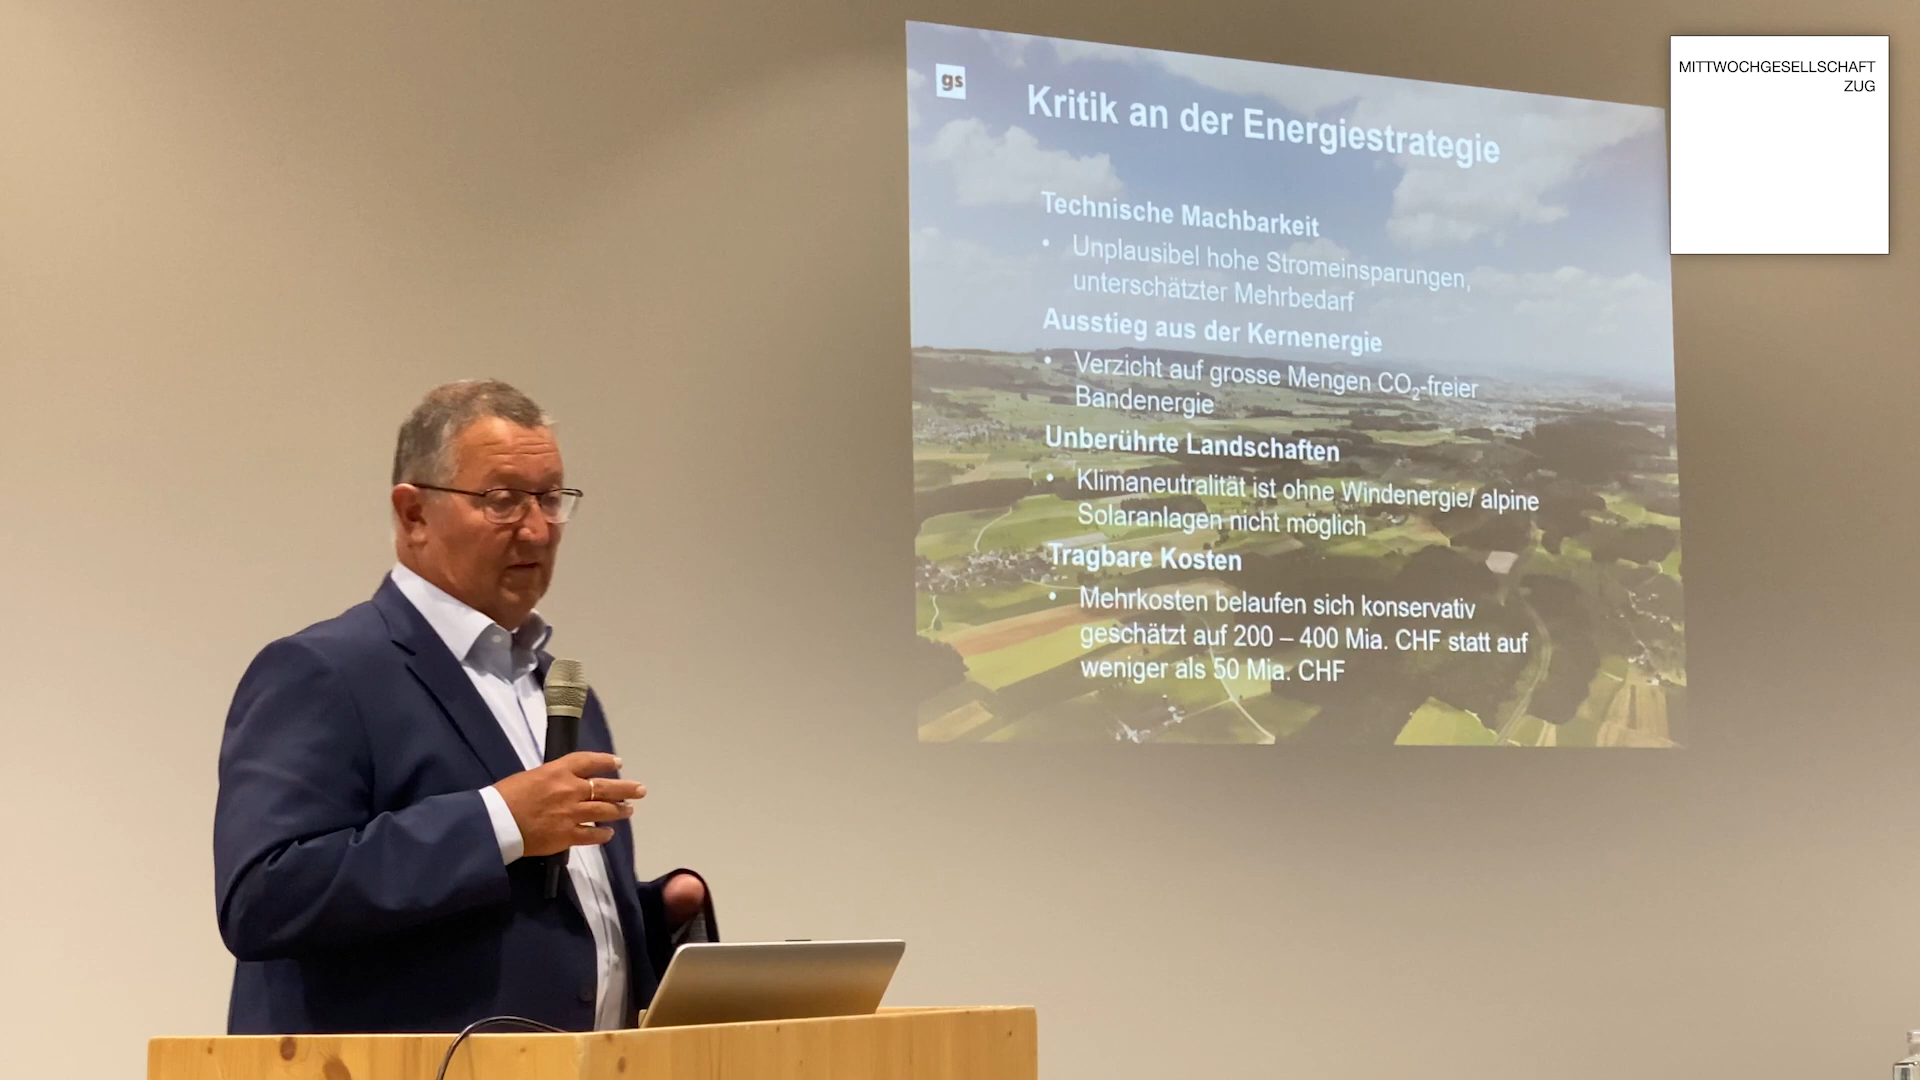 gs
Kritik an der Energiestrategie
Technische Machbarkeit
• Unplausibel hohe Stromeinsparungen,
unterschätzter Mehrbedarf
Ausstieg aus der Kernenergie
• Verzicht auf grosse Mengen CO₂-freier
Bandenergie
Unberührte Landschaften
• Klimaneutralität ist ohne Windenergie/ alpine
Solaranlagen nicht möglich
Tragbare Kosten
• Mehrkosten belaufen sich konservativ
geschätzt auf 200 – 400 Mia. CHF statt auf
weniger als 50 Mia. CHF
MITTWOCHGESELLSCHAFT
ZUG